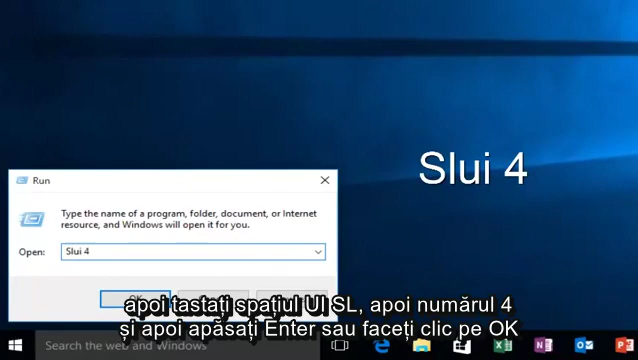 Slui 4
Run
Type the name of a program, folder, document, or Internet
resource, and Windows will open it for you.
Open: Slui 4
OK
apoi tastați spațiul UI SL, apoi numărul 4
și apoi apăsați Enter sau faceți clic pe OK
Search the web and Windows